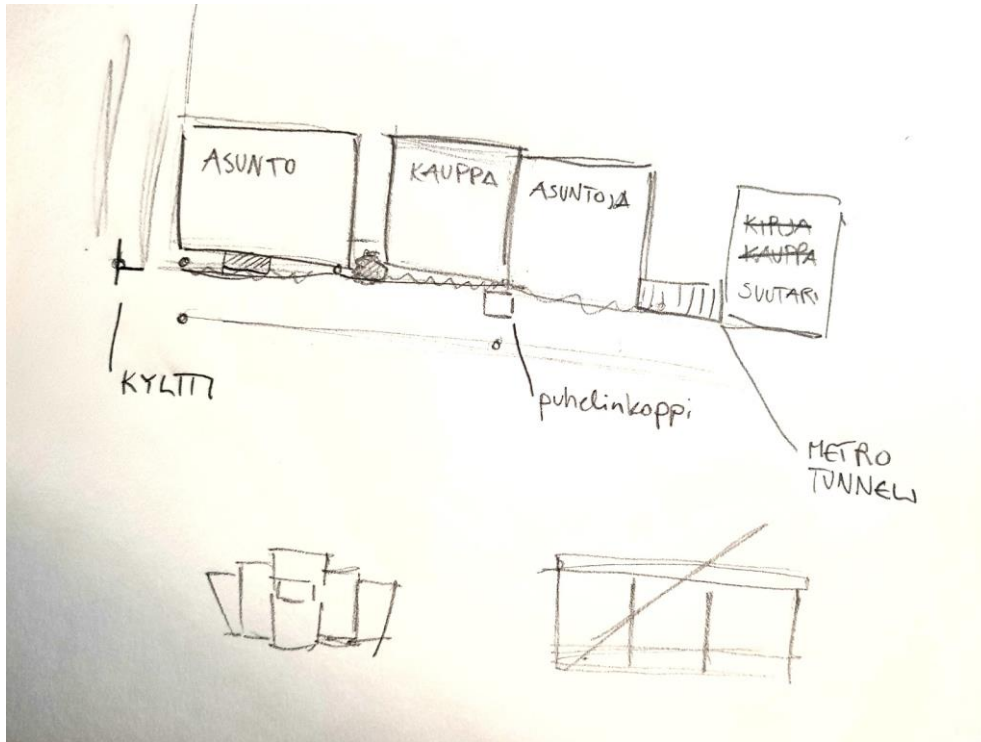 ASUNTO
KAUPPA
ASUNTOJA
KIRJA
KAUPPA
SUUTARI
KYLTTI
puhelinkoppi
METRO
TUNNELI